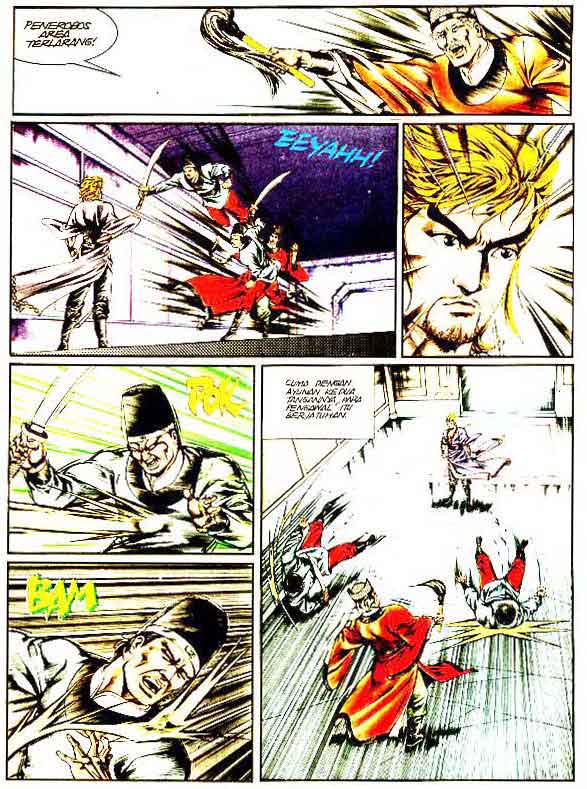 PENEROBOS
AREA
TERLARANG!
EEYAHH!
POK
CUMA DENGAN
AYUNAN KEDUA
TANGANNYA, PARA
PENGAWAL ITU
BERJATUHAN.
BAM